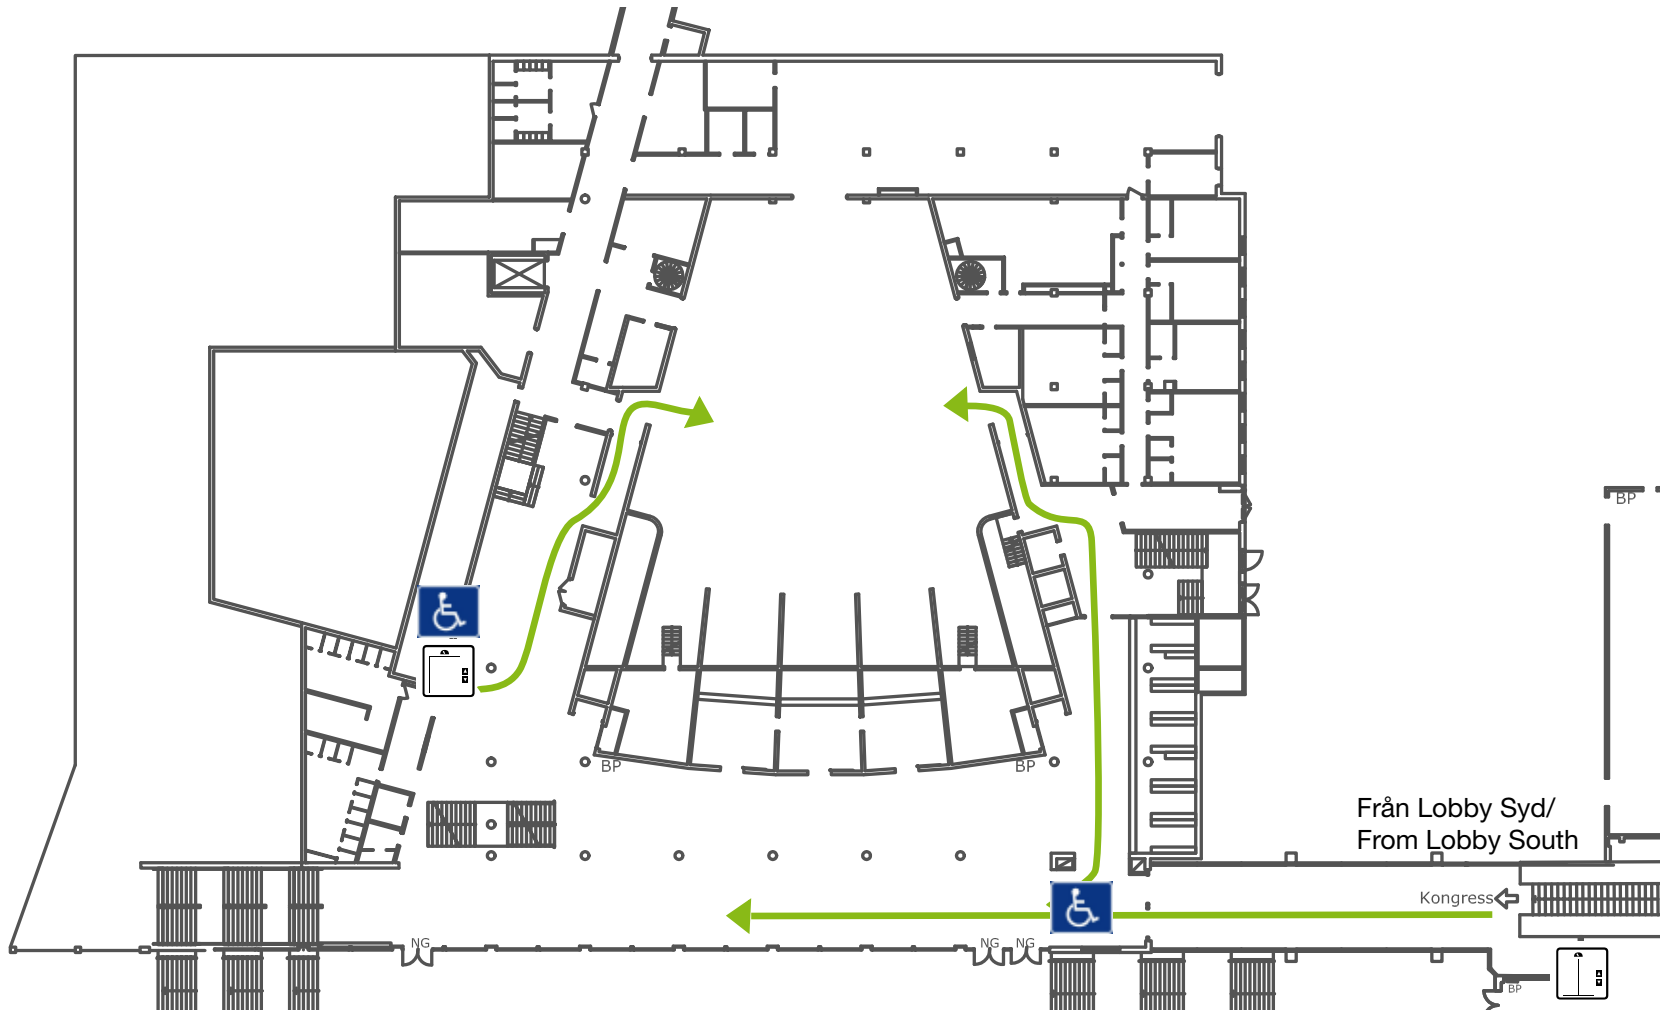 BP
BP
BP
Från Lobby Syd/
From Lobby South
Kongress
NG
NG
NG
BP